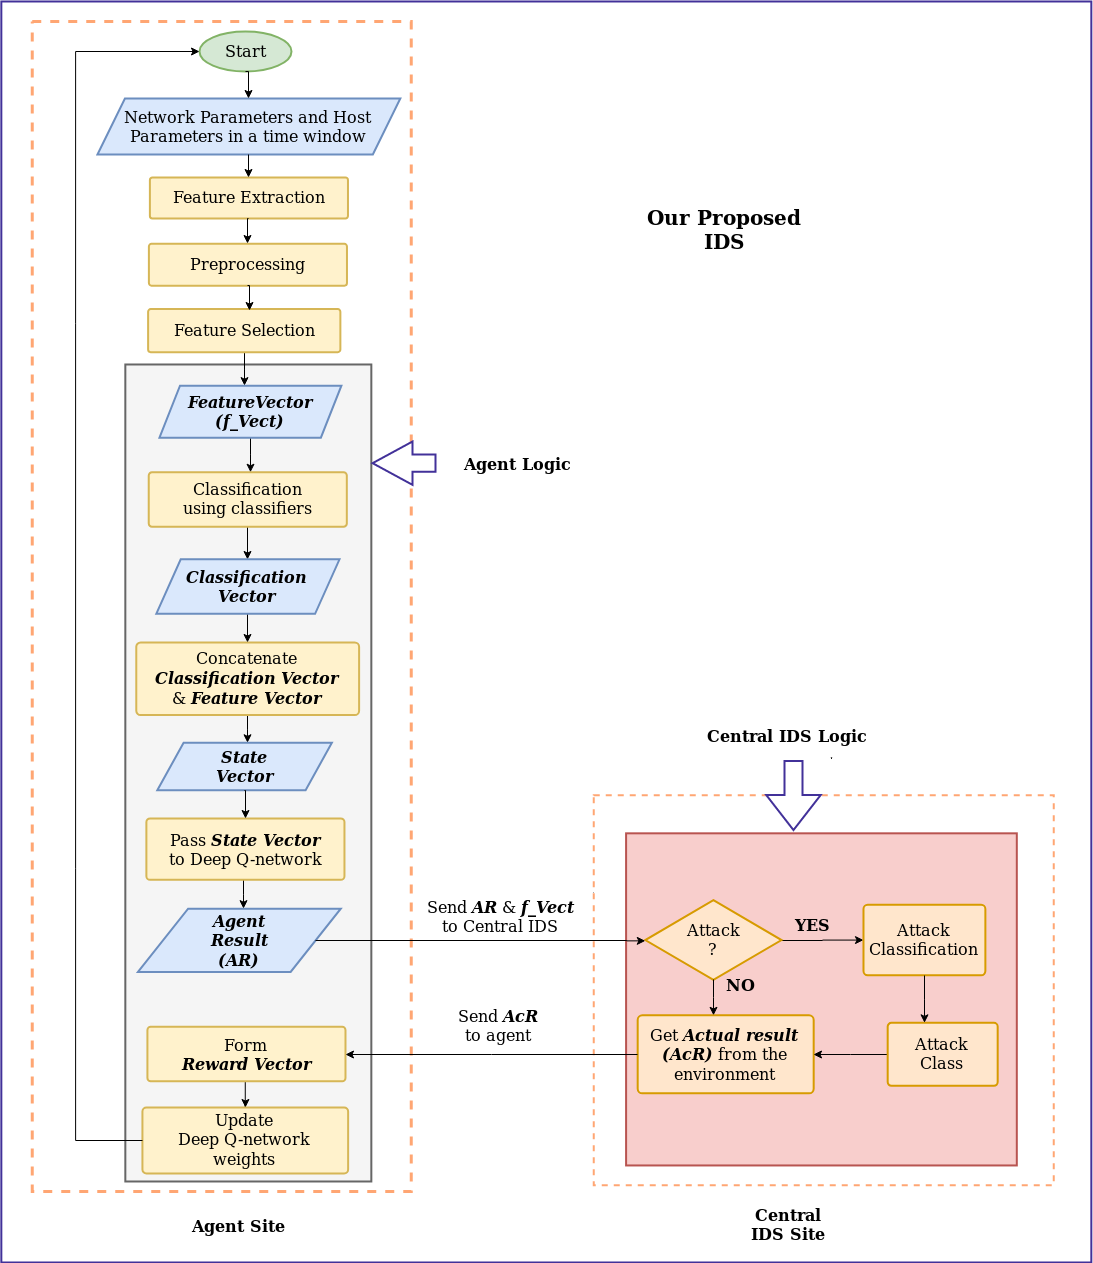 Start
Network Parameters and Host
Parameters in a time window
Feature Extraction
Preprocessing
Feature Selection
FeatureVector
(f_Vect)
Classification
using classifiers
Classification
Vector
Concatenate
Classification Vector
& Feature Vector
State
Vector
Pass State Vector
to Deep Q-network
Agent
Result
(AR)
Form
Reward Vector
Update
Deep Q-network
weights
Agent Site
Our Proposed
IDS
Agent Logic
Send AR & f_Vect
to Central IDS
Send AcR
to agent
Central IDS Logic
.
Attack
?
YES
NO
Attack
Classification
Attack
Class
Get Actual result
(AcR) from the
environment
Central
IDS Site